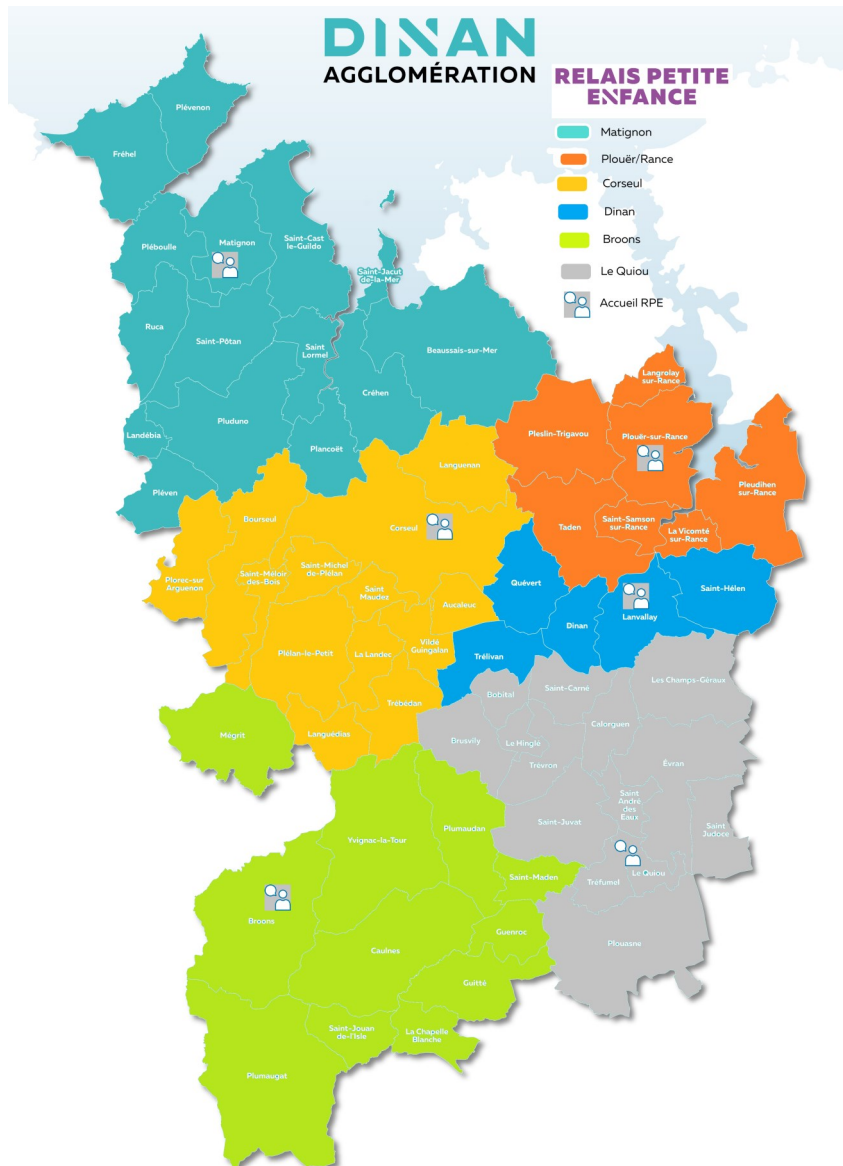 DINAN
AGGLOMÉRATION
RELAIS PETITE
ENFANCE
Matignon
Plouër/Rance
Corseul
Dinan
Broons
Le Quiou
Accueil RPE
Plévenon
Fréhel
Pléboulle
Matignon
Saint-Cast
le-Guildo
Saint-Jacut
de-la-Mer
Ruca
Saint-Pôtan
Saint
Lormel
Beaussais-sur-Mer
Créhen
Landébia
Pluduno
Plancoët
Pléven
Langrolay
sur-Rance
Pleslin-Trigavou
Plouër-sur-Rance
Pleudihen
sur-Rance
Taden
Saint-Samson
sur-Rance
La Vicomté
sur-Rance
Languenan
Bourseul
Corseul
Plorec-sur
Arguenon
Saint-Méloir
des-Bois
Saint-Michel
de-Plélan
Saint
Maudez
Aucaleuc
Plélan-le-Petit
La Landec
Vildé
Guingalan
Trébédan
Languédias
Quévert
Dinan
Lanvallay
Saint-Hélen
Trélivan
Bobital
Saint-Carné
Les Champs-Géraux
Calorguen
Brusvily
Le Hinglé
Trévron
Évran
Saint
André
des
Eaux
Saint-Juvat
Saint
Judoce
Tréfumel
Le Quiou
Plouasne
Mégrit
Yvignac-la-Tour
Plumaudan
Saint-Maden
Broons
Caulnes
Guenroc
Guitté
Saint-Jouan
de-l'Isle
La Chapelle
Blanche
Plumaugat